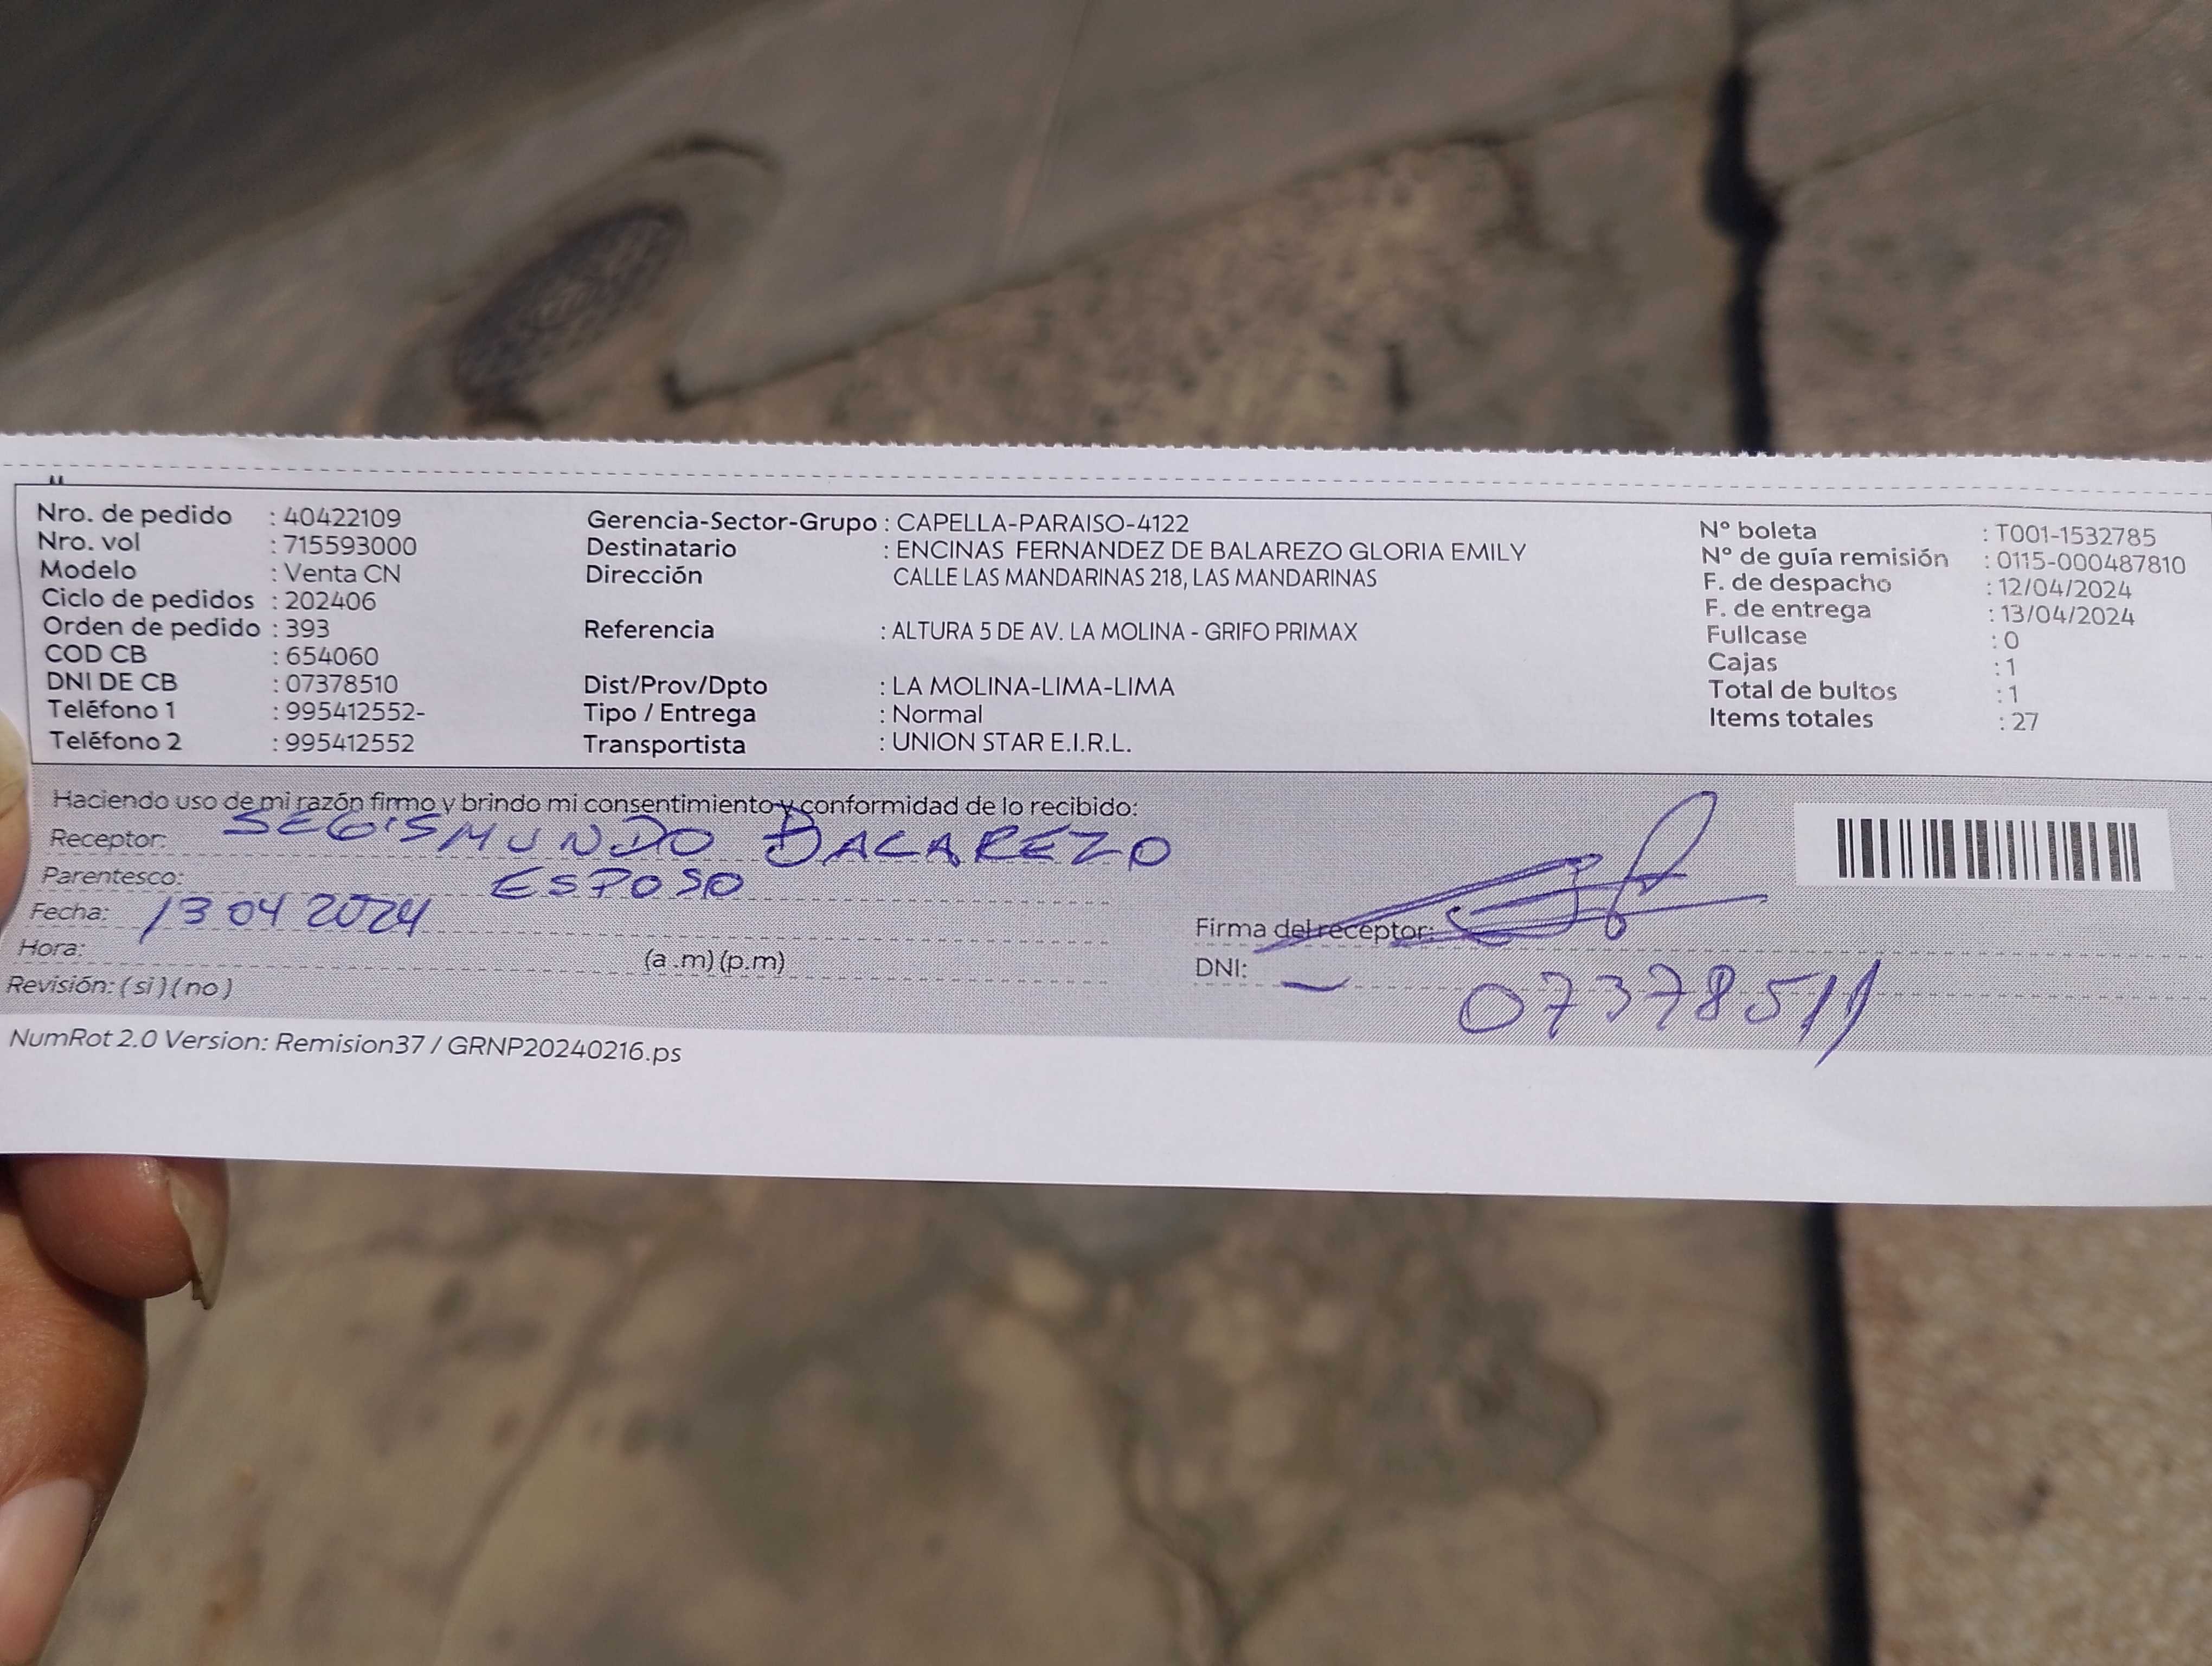 Nro. de pedido : 40422109 Gerencia-Sector-Grupo : CAPELLA-PARAISO-4122 N° boleta : T001-1532785
Nro. vol : 715593000 Destinatario : ENCINAS FERNANDEZ DE BALAREZO GLORIA EMILY N° de guía remisión : 0115-000487810
Modelo : Venta CN Dirección CALLE LAS MANDARINAS 218, LAS MANDARINAS F. de despacho : 12/04/2024
Ciclo de pedidos : 202406 F. de entrega : 13/04/2024
Orden de pedido : 393 Referencia : ALTURA 5 DE AV. LA MOLINA - GRIFO PRIMAX Fullcase : 0
COD CB : 654060 Cajas : 1
DNI DE CB : 07378510 Dist/Prov/Dpto : LA MOLINA-LIMA-LIMA Total de bultos : 1
Teléfono 1 : 995412552- Tipo / Entrega : Normal Items totales : 27
Teléfono 2 : 995412552 Transportista : UNION STAR E.I.R.L.
Haciendo uso de mi razón firmo y brindo mi consentimiento y conformidad de lo recibido:
Receptor: SEGISMUNDO BALAREZO
Parentesco: ESPOSO
Fecha: 13 04 2024 Firma del receptor:
Hora: (a .m) (p.m) DNI: 07378511
Revisión: ( si ) ( no )
NumRot 2.0 Version: Remision37 / GRNP20240216.ps